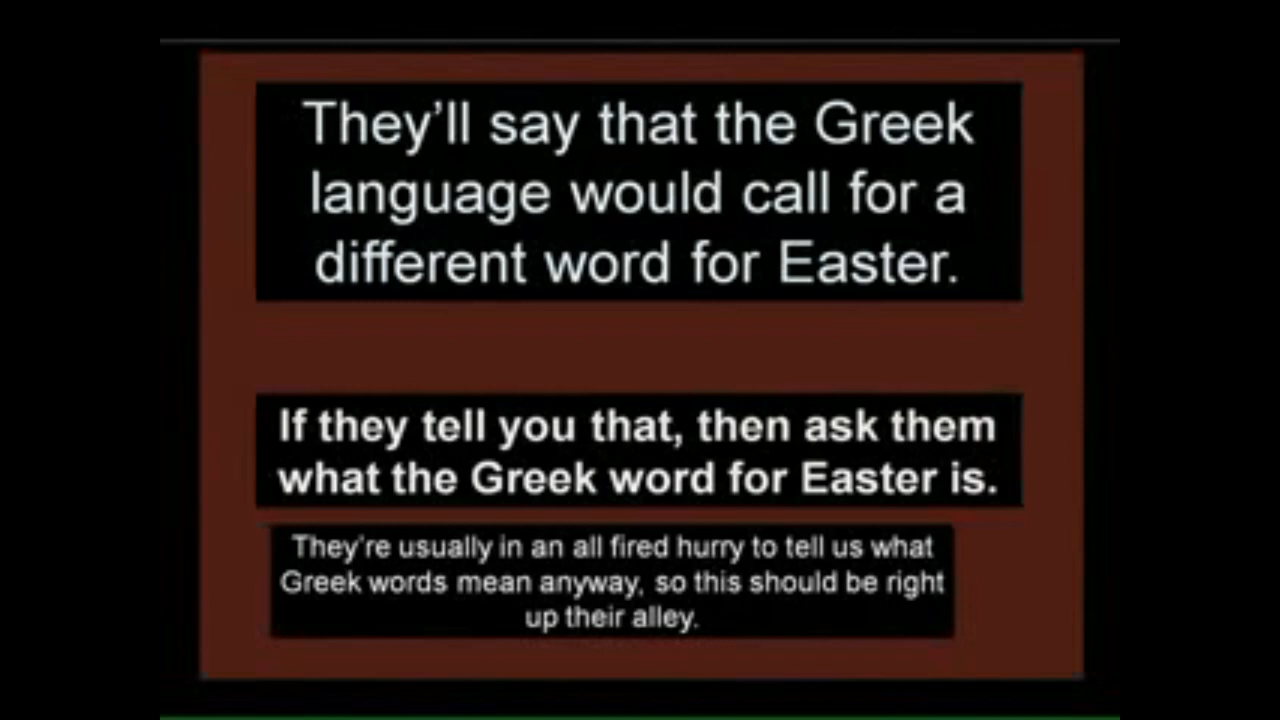 They'll say that the Greek
language would call for a
different word for Easter.
If they tell you that, then ask them
what the Greek word for Easter is.
They're usually in an all fired hurry to tell us what
Greek words mean anyway, so this should be right
up their alley.